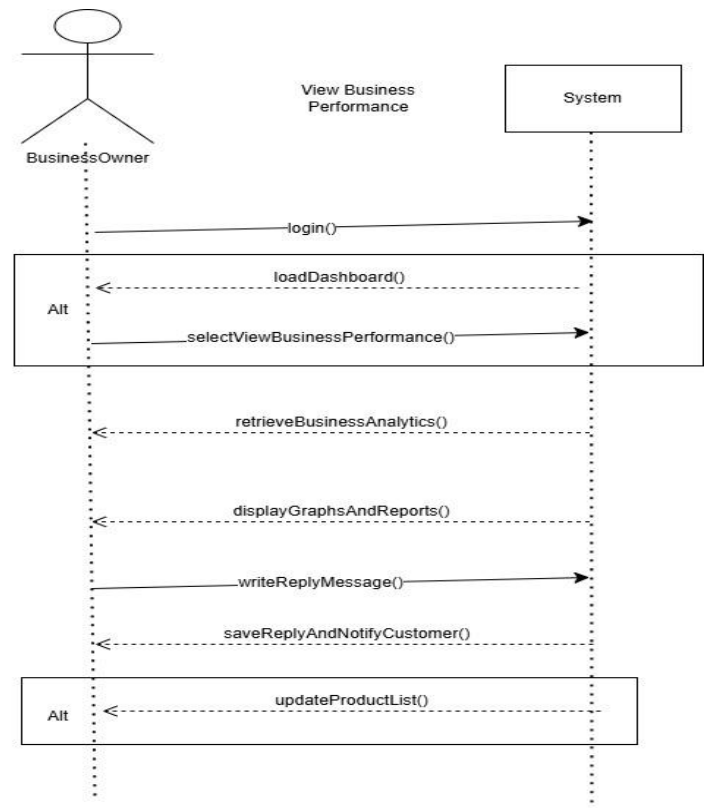 View Business
Performance
System
BusinessOwner
login()
loadDashboard()
Alt
selectViewBusinessPerformance()
retrieveBusinessAnalytics()
displayGraphsAndReports()
writeReplyMessage()
saveReplyAndNotifyCustomer()
updateProductList()
Alt